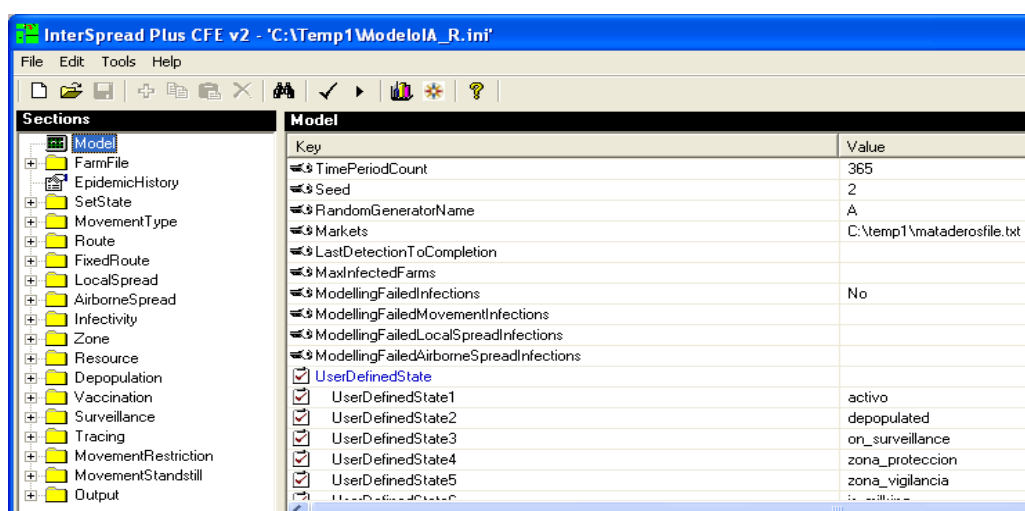 InterSpread Plus CFE v2 - 'C:\Temp1\ModeloIA_R.ini'
File Edit Tools Help
Sections
Model
FarmFile
EpidemicHistory
SetState
MovementType
Route
FixedRoute
LocalSpread
AirborneSpread
Infectivity
Zone
Resource
Depopulation
Vaccination
Surveillance
Tracing
MovementRestriction
MovementStandstill
Output
Model
Key Value
TimePeriodCount 365
Seed 2
RandomGeneratorName A
Markets C:\temp1\mataderosfile.txt
LastDetectionToCompletion
MaxInfectedFarms
ModellingFailedInfections No
ModellingFailedMovementInfections
ModellingFailedLocalSpreadInfections
ModellingFailedAirborneSpreadInfections
UserDefinedState
UserDefinedState1 activo
UserDefinedState2 depopulated
UserDefinedState3 on_surveillance
UserDefinedState4 zona_proteccion
UserDefinedState5 zona_vigilancia